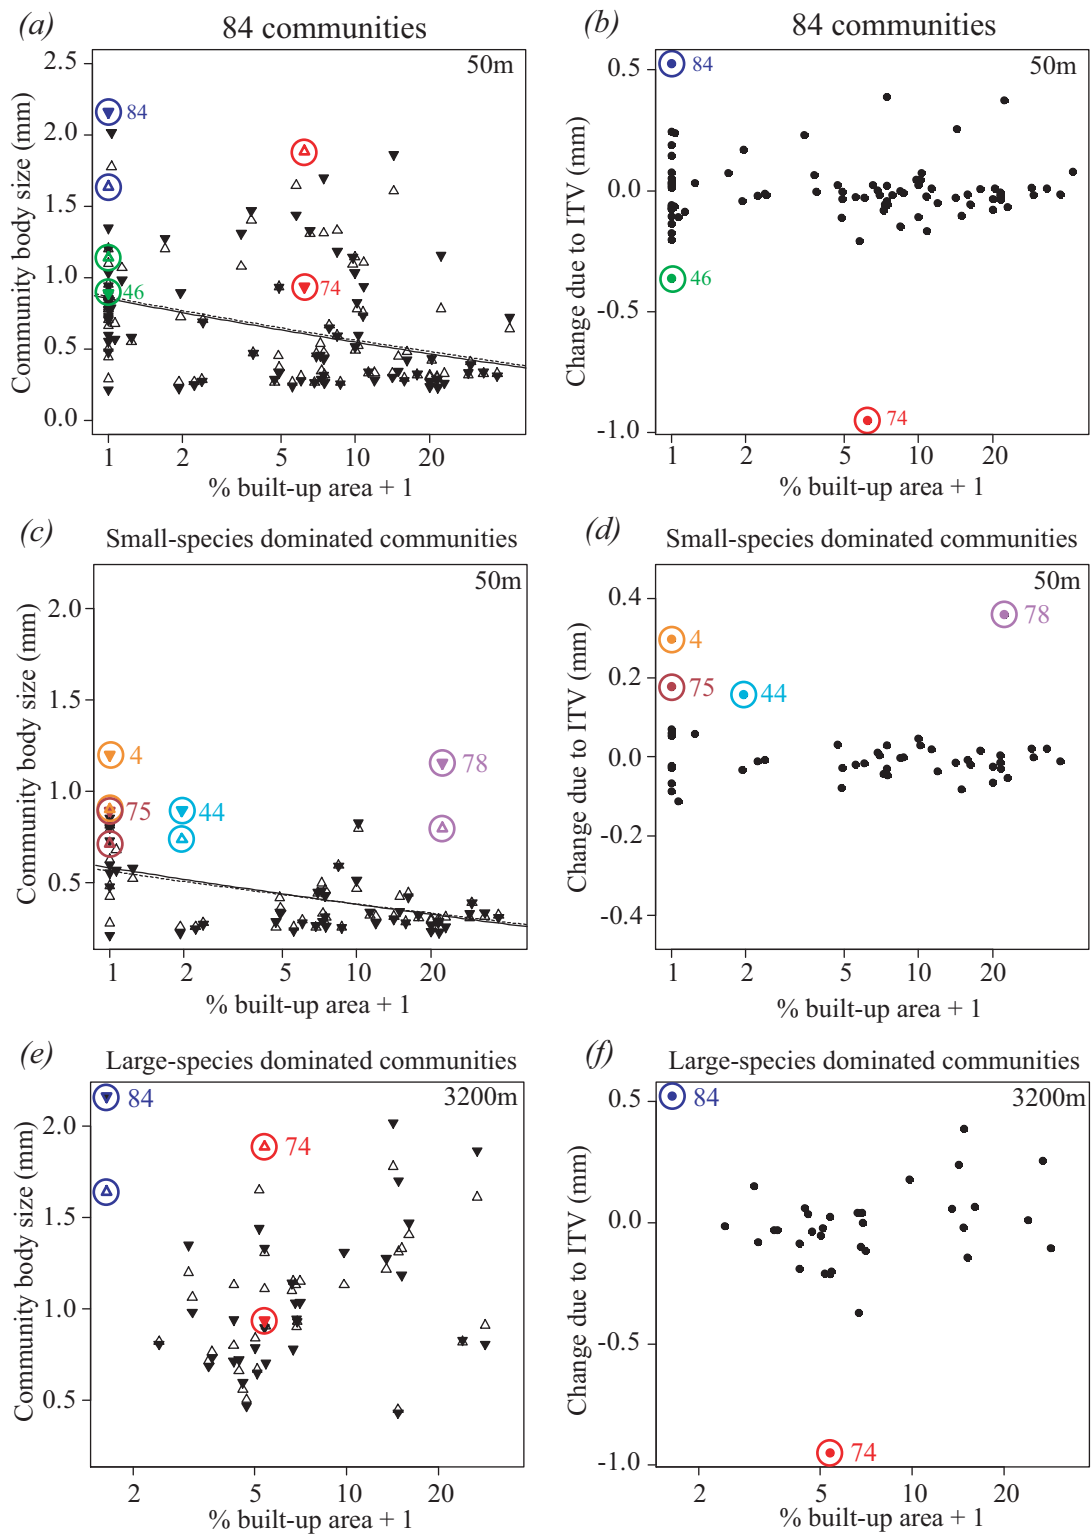 (a)
84 communities
50m
Community body size (mm)
2.5
2.0
1.5
1.0
0.5
0.0
84
46
74
1 2 5 10 20
% built-up area + 1
(b)
84 communities
50m
Change due to ITV (mm)
0.5
0.0
-0.5
-1.0
84
46
74
1 2 5 10 20
% built-up area + 1
(c)
Small-species dominated communities
50m
Community body size (mm)
2.0
1.5
1.0
0.5
4
75
44
78
1 2 5 10 20
% built-up area + 1
(d)
Small-species dominated communities
50m
Change due to ITV (mm)
0.4
0.2
0.0
-0.2
-0.4
4
75
44
78
1 2 5 10 20
% built-up area + 1
(e)
Large-species dominated communities
3200m
Community body size (mm)
2.0
1.5
1.0
0.5
84
74
2 5 10 20
% built-up area + 1
(f)
Large-species dominated communities
3200m
Change due to ITV (mm)
0.5
0.0
-0.5
-1.0
84
74
2 5 10 20
% built-up area + 1